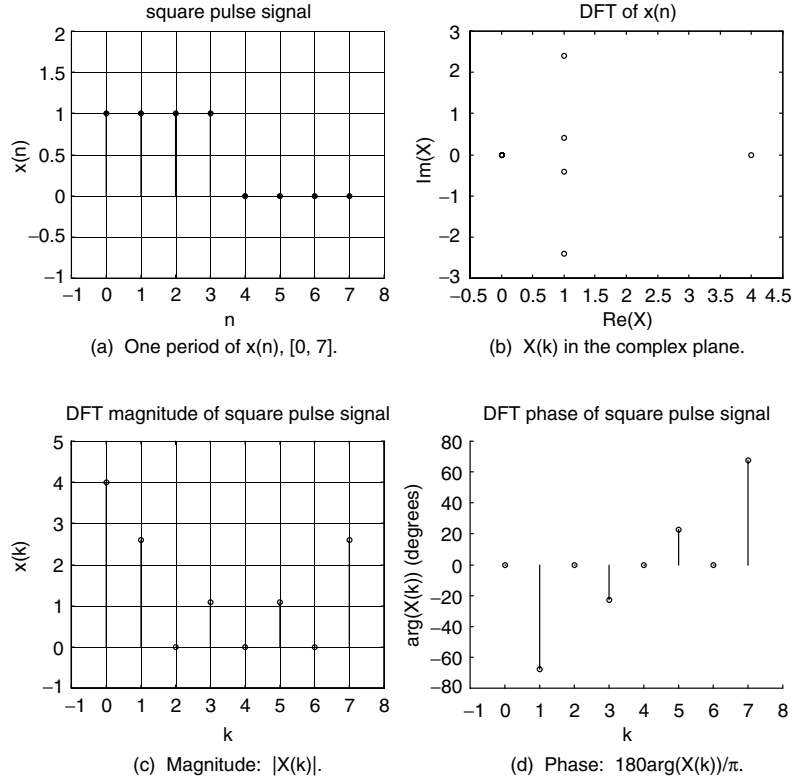 square pulse signal
2
1.5
1
0.5
0
−0.5
−1
x(n)
−1 0 1 2 3 4 5 6 7 8
n
(a) One period of x(n), [0, 7].
DFT of x(n)
3
2
1
0
−1
−2
−3
Im(X)
−0.5 0 0.5 1 1.5 2 2.5 3 3.5 4 4.5
Re(X)
(b) X(k) in the complex plane.
DFT magnitude of square pulse signal
5
4
3
2
1
0
−1
x(k)
−1 0 1 2 3 4 5 6 7 8
k
(c) Magnitude: |X(k)|.
DFT phase of square pulse signal
80
60
40
20
0
−20
−40
−60
−80
arg(X(k)) (degrees)
−1 0 1 2 3 4 5 6 7 8
k
(d) Phase: 180arg(X(k))/π.